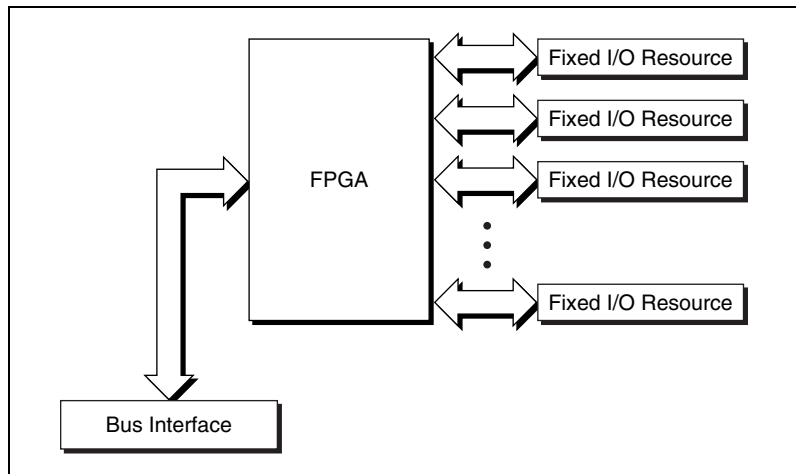 Fixed I/O Resource
Fixed I/O Resource
FPGA
Fixed I/O Resource
Fixed I/O Resource
Bus Interface